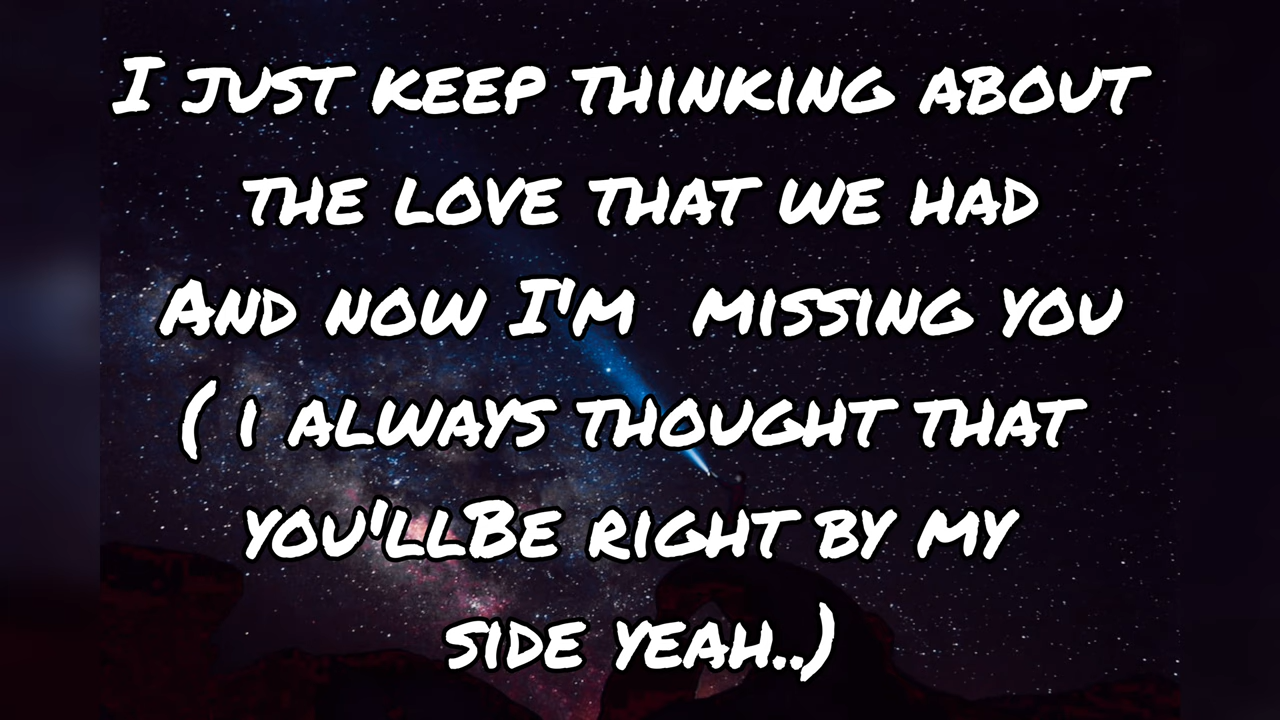 I just keep thinking about
the love that we had
And now I'm  missing you
( i always thought that
you'llBe right by my
side yeah..)